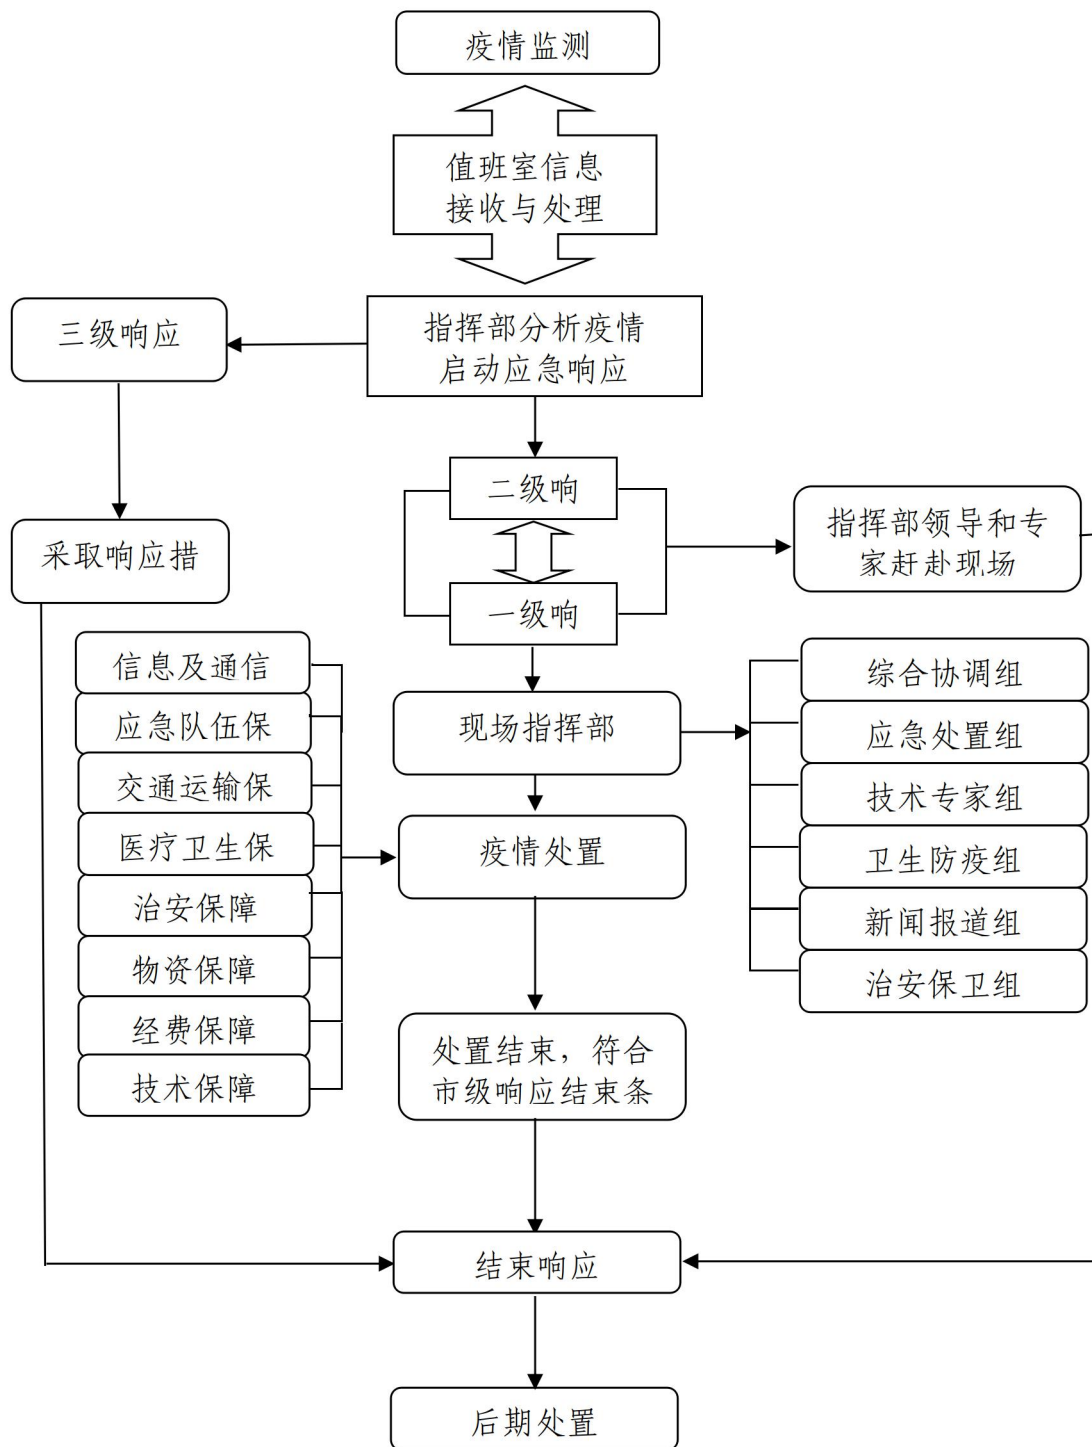 疫情监测
值班室信息
接收与处理
三级响应
指挥部分析疫情
启动应急响应
二级响
采取响应措
指挥部领导和专
家赶赴现场
一级响
信息及通信
应急队伍保
交通运输保
医疗卫生保
治安保障
物资保障
经费保障
技术保障
现场指挥部
综合协调组
应急处置组
技术专家组
卫生防疫组
新闻报道组
治安保卫组
疫情处置
处置结束，符合
市级响应结束条
结束响应
后期处置